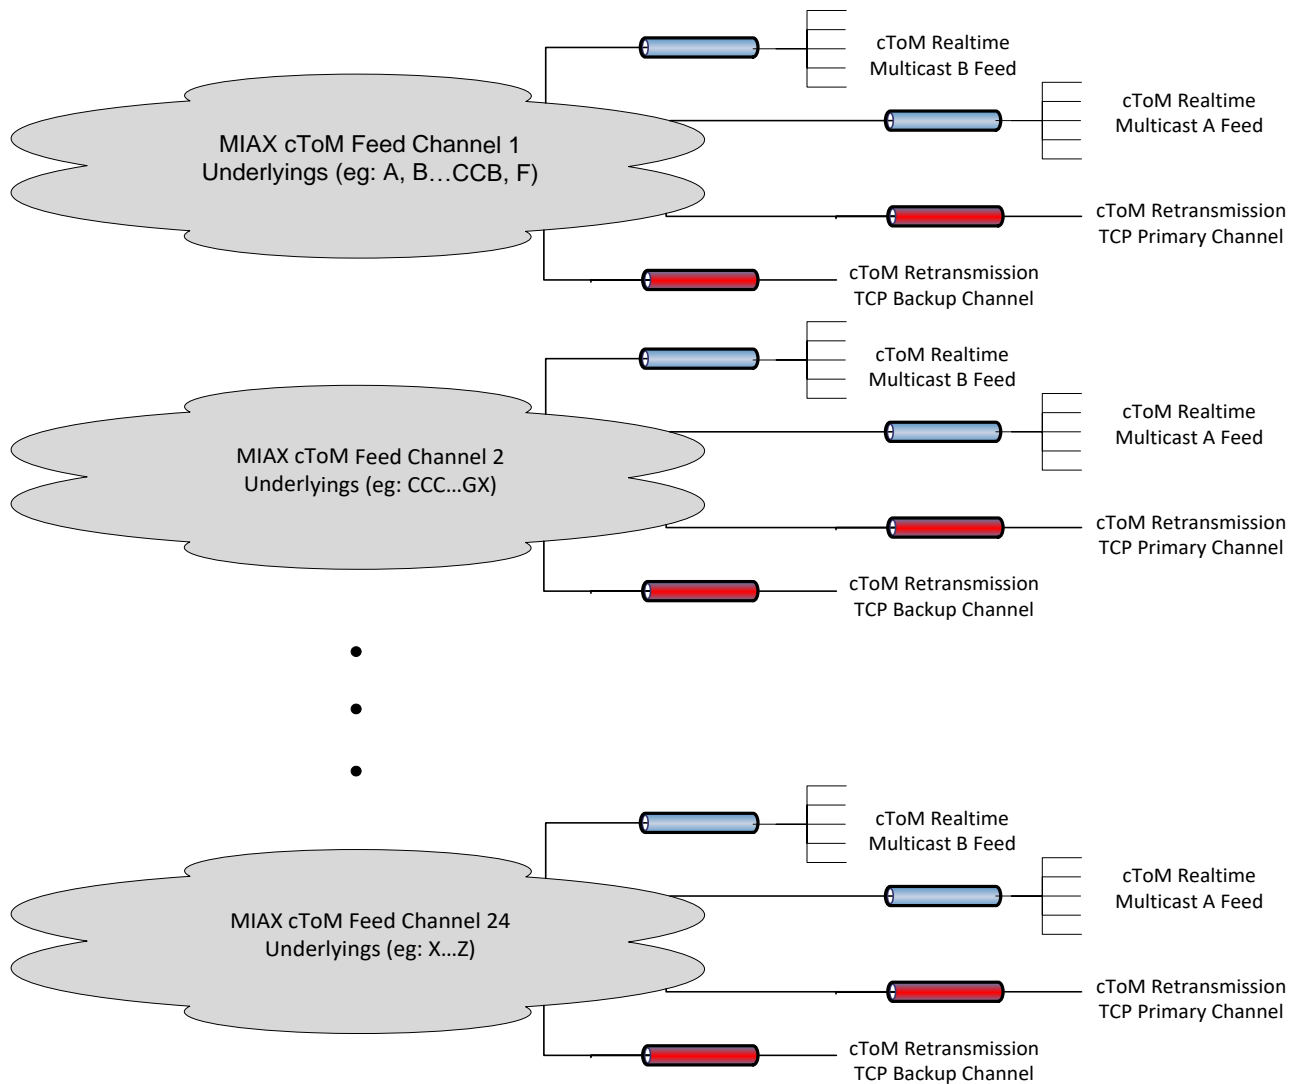 cToM Realtime
Multicast B Feed
cToM Realtime
Multicast A Feed
MIAX cToM Feed Channel 1
Underlyings (eg: A, B…CCB, F)
cToM Retransmission
TCP Primary Channel
cToM Retransmission
TCP Backup Channel
cToM Realtime
Multicast B Feed
cToM Realtime
Multicast A Feed
MIAX cToM Feed Channel 2
Underlyings (eg: CCC…GX)
cToM Retransmission
TCP Primary Channel
cToM Retransmission
TCP Backup Channel
cToM Realtime
Multicast B Feed
cToM Realtime
Multicast A Feed
MIAX cToM Feed Channel 24
Underlyings (eg: X…Z)
cToM Retransmission
TCP Primary Channel
cToM Retransmission
TCP Backup Channel